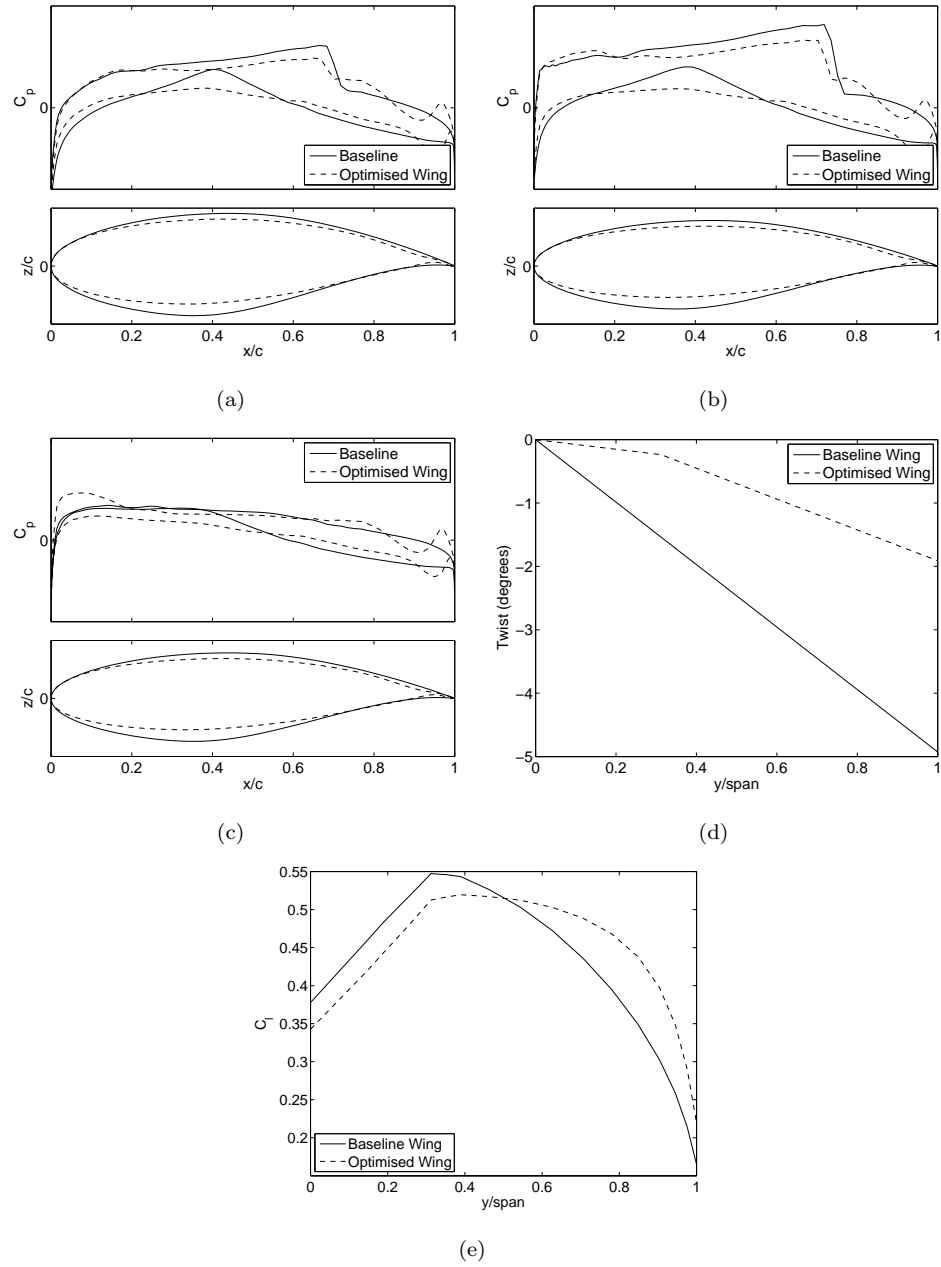 C_p
0
Baseline
Optimised Wing
z/c
0
0
0.2
0.4
0.6
0.8
1
x/c
(a)
C_p
0
Baseline
Optimised Wing
z/c
0
0
0.2
0.4
0.6
0.8
1
x/c
(b)
C_p
0
Baseline
Optimised Wing
z/c
0
0
0.2
0.4
0.6
0.8
1
x/c
(c)
Twist (degrees)
0
−1
−2
−3
−4
−5
Baseline Wing
Optimised Wing
0
0.2
0.4
0.6
0.8
1
y/span
(d)
C_l
0.55
0.5
0.45
0.4
0.35
0.3
0.25
0.2
Baseline Wing
Optimised Wing
0
0.2
0.4
0.6
0.8
1
y/span
(e)